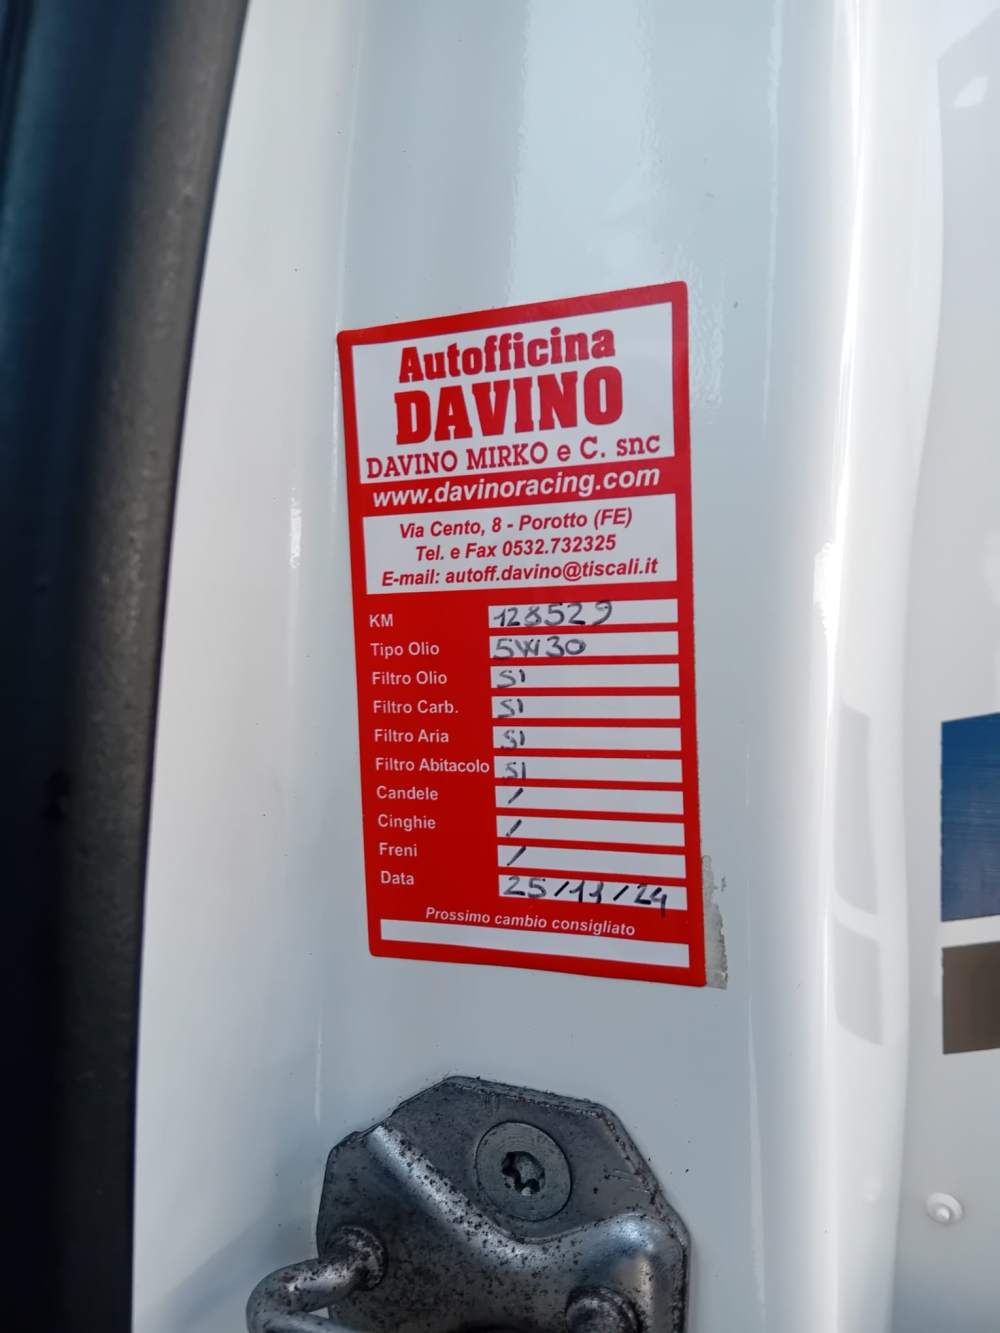 Autofficina
DAVINO
DAVINO MIRKO e C. snc
www.davinoracing.com
Via Cento, 8 - Porotto (FE)
Tel. e Fax 0532.732325
E-mail: autoff.davino@tiscali.it
KM 128529
Tipo Olio 5W30
Filtro Olio SI
Filtro Carb. SI
Filtro Aria SI
Filtro Abitacolo SI
Candele /
Cinghie /
Freni /
Data 25/11/24
Prossimo cambio consigliato